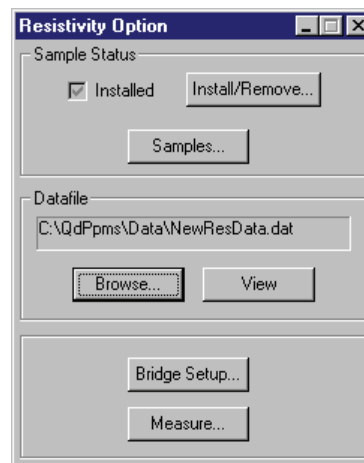 Resistivity Option
Sample Status
Installed
Install/Remove...
Samples...
Datafile
C:\QdPpms\Data\NewResData.dat
Browse...
View
Bridge Setup...
Measure...